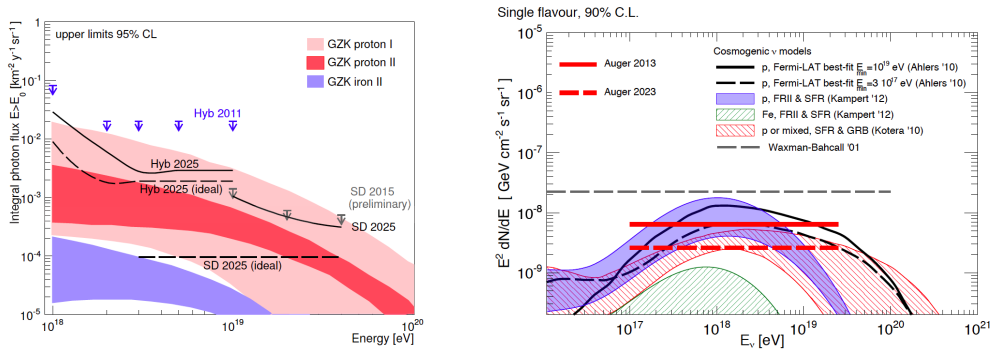 upper limits 95% CL
GZK proton I
GZK proton II
GZK iron II
Hyb 2011
Hyb 2025
Hyb 2025 (ideal)
SD 2015
(preliminary)
SD 2025
SD 2025 (ideal)
Integral photon flux E>E₀ [km⁻² y⁻¹ sr⁻¹]
1
10⁻¹
10⁻²
10⁻³
10⁻⁴
10⁻⁵
10¹⁸
10¹⁹
10²⁰
Energy [eV]
Single flavour, 90% C.L.
Auger 2013
Auger 2023
Cosmogenic ν models
p, Fermi-LAT best-fit E_min=10¹⁹ eV (Ahlers '10)
p, Fermi-LAT best-fit E_min=3 10¹⁷ eV (Ahlers '10)
p, FRII & SFR (Kampert '12)
Fe, FRII & SFR (Kampert '12)
p or mixed, SFR & GRB (Kotera '10)
Waxman-Bahcall '01
E² dN/dE [ GeV cm⁻² s⁻¹ sr⁻¹ ]
10⁻⁵
10⁻⁶
10⁻⁷
10⁻⁸
10⁻⁹
10¹⁷
10¹⁸
10¹⁹
10²⁰
10²¹
E_ν [eV]